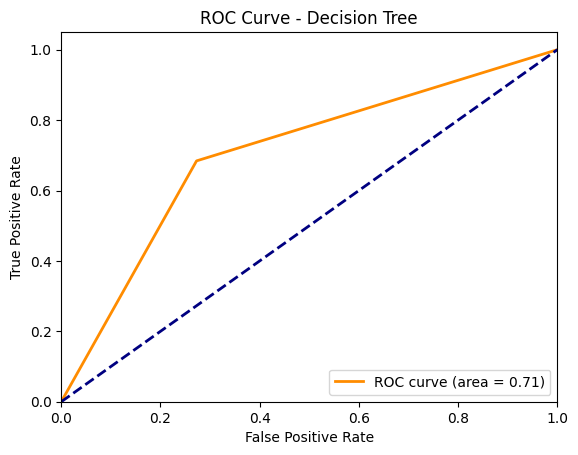 ROC Curve - Decision Tree
1.0
0.8
0.6
0.4
0.2
0.0
True Positive Rate
ROC curve (area = 0.71)
0.0 0.2 0.4 0.6 0.8 1.0
False Positive Rate